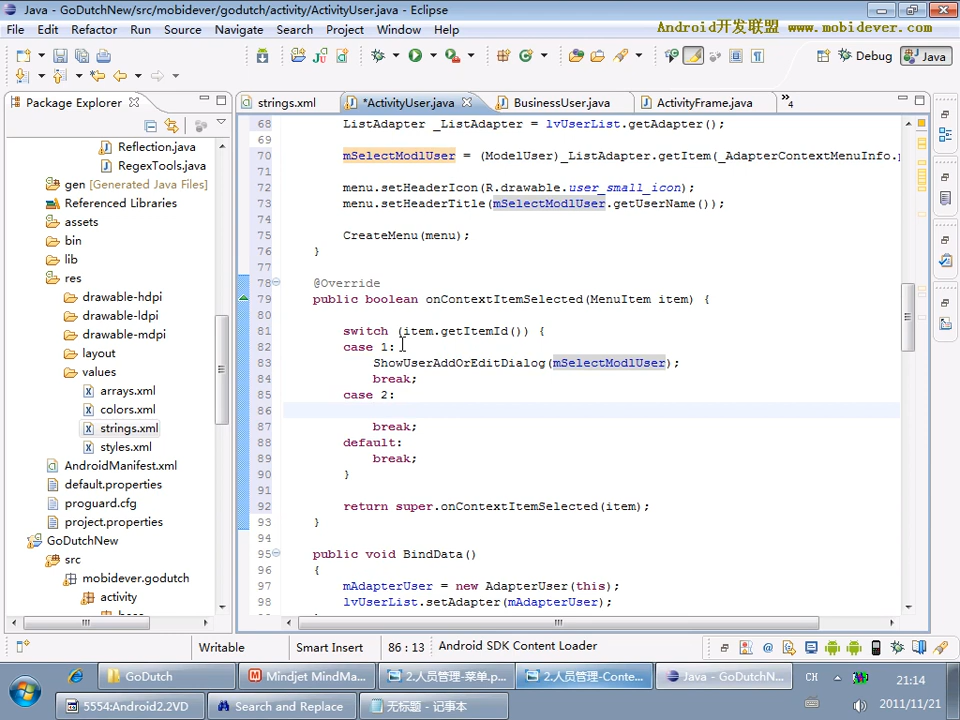 Java - GoDutchNew/src/mobidever/godutch/activity/ActivityUser.java - Eclipse
File Edit Refactor Run Source Navigate Search Project Window Help
Android开发联盟 www.mobidever.com
Debug Java
Package Explorer
strings.xml *ActivityUser.java BusinessUser.java ActivityFrame.java »4
Reflection.java
RegexTools.java
gen [Generated Java Files]
Referenced Libraries
assets
bin
lib
res
drawable-hdpi
drawable-ldpi
drawable-mdpi
layout
values
arrays.xml
colors.xml
strings.xml
styles.xml
AndroidManifest.xml
default.properties
proguard.cfg
project.properties
GoDutchNew
src
mobidever.godutch
activity
68 ListAdapter _ListAdapter = lvUserList.getAdapter();
69
70 mSelectModlUser = (ModelUser)_ListAdapter.getItem(_AdapterContextMenuInfo.
71
72 menu.setHeaderIcon(R.drawable.user_small_icon);
73 menu.setHeaderTitle(mSelectModlUser.getUserName());
74
75 CreateMenu(menu);
76 }
77
78 @Override
79 public boolean onContextItemSelected(MenuItem item) {
80
81 switch (item.getItemId()) {
82 case 1:
83 ShowUserAddOrEditDialog(mSelectModlUser);
84 break;
85 case 2:
86
87 break;
88 default:
89 break;
90 }
91
92 return super.onContextItemSelected(item);
93 }
94
95 public void BindData()
96 {
97 mAdapterUser = new AdapterUser(this);
98 lvUserList.setAdapter(mAdapterUser);
Writable Smart Insert 86 : 13 Android SDK Content Loader
GoDutch Mindjet MindMa... 2.人员管理-菜单.p... 2.人员管理-Conte... Java - GoDutchN... CH 21:14
5554:Android2.2VD Search and Replace 无标题 - 记事本 2011/11/21